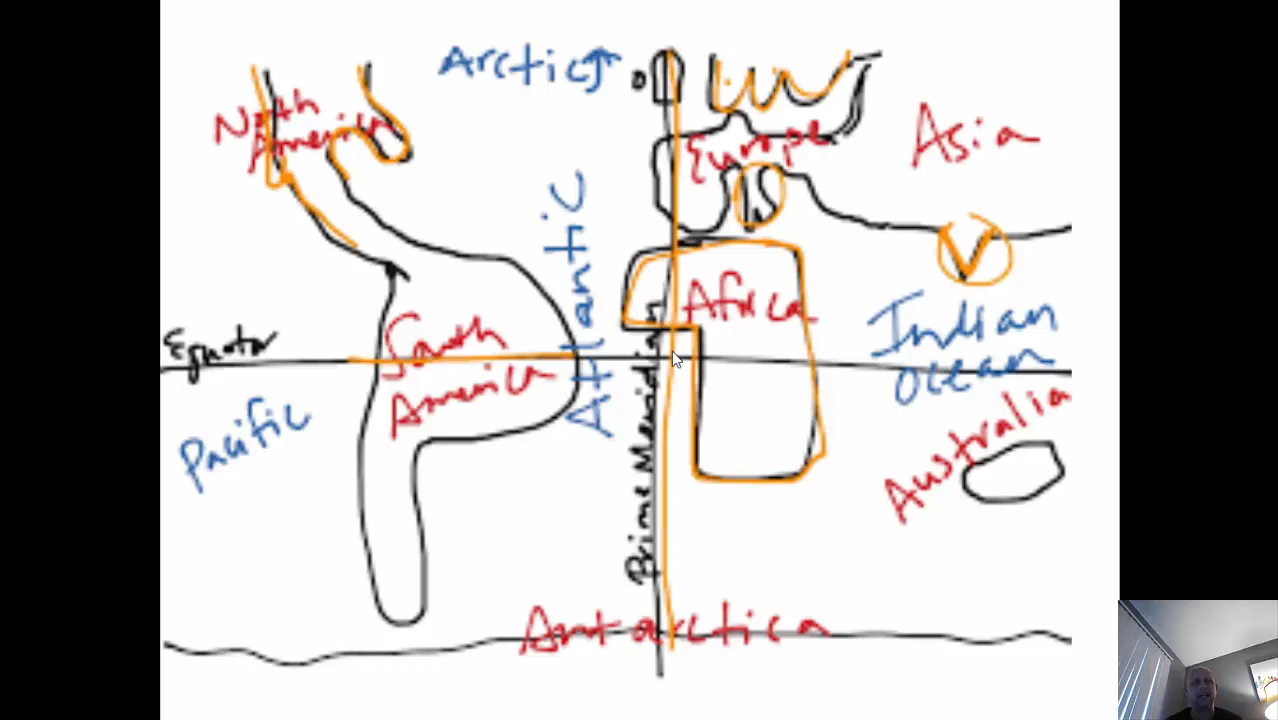 Arctic
North
America
Europe
Asia
Atlantic
Africa
Indian
Ocean
Equator
South
America
Pacific
Prime Meridian
Australia
Antarctica